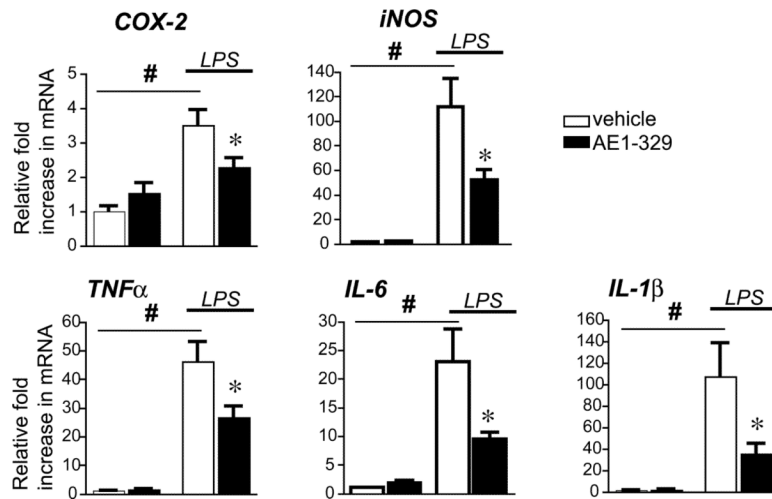 COX-2
iNOS
# LPS
# LPS
Relative fold
increase in mRNA
5
4
3
2
1
0
*
140
120
100
80
60
40
20
0
*
vehicle
AE1-329
TNFα
IL-6
IL-1β
# LPS
# LPS
# LPS
Relative fold
increase in mRNA
60
50
40
30
20
10
0
*
30
25
20
15
10
5
0
*
160
140
120
100
80
60
40
20
0
*